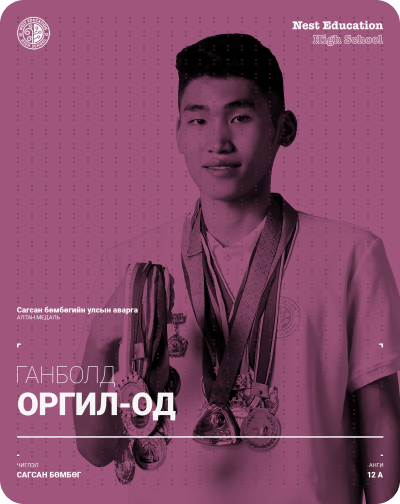 Nest Education
High School
Сагсан бөмбөгийн улсын аварга
АЛТАН МЕДАЛЬ
ГАНБОЛД
ОРГИЛ-ОД
ЧИГЛЭЛ
САГСАН БӨМБӨГ
АНГИ
12 А